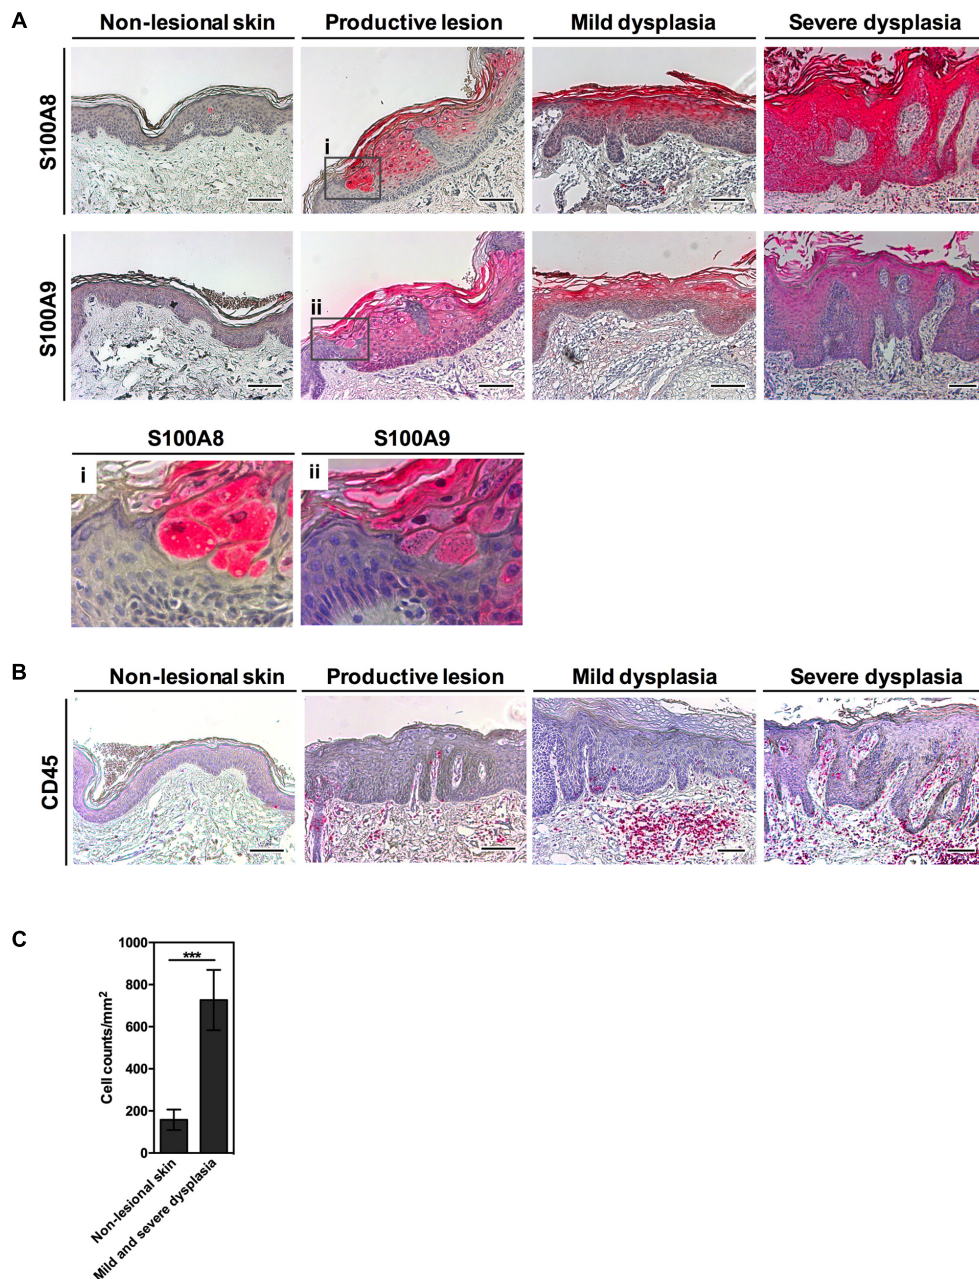 A
Non-lesional skin
Productive lesion
Mild dysplasia
Severe dysplasia
S100A8
i
S100A9
ii
S100A8
S100A9
i
ii
B
Non-lesional skin
Productive lesion
Mild dysplasia
Severe dysplasia
CD45
C
1000
800
600
400
200
0
Cell counts/mm²
***
Non-lesional skin
Mild and severe dysplasia